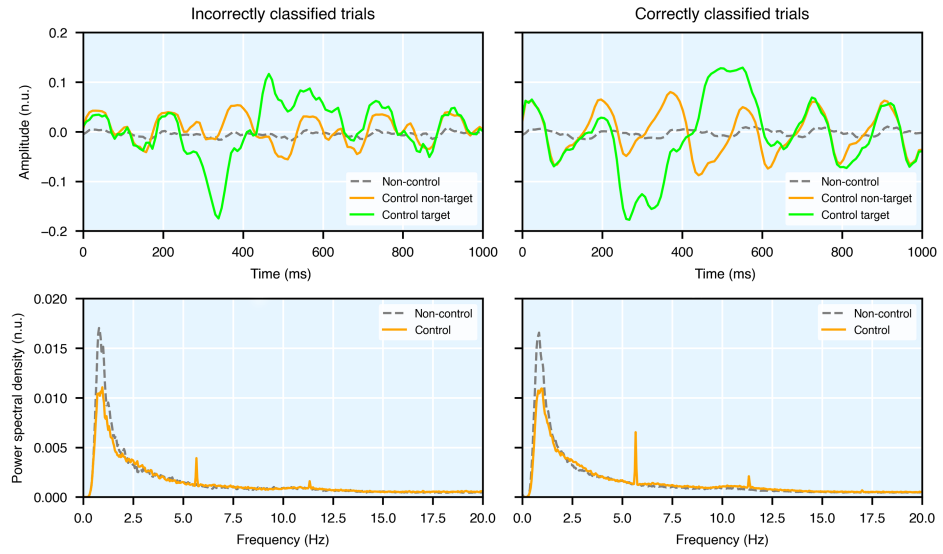 Incorrectly classified trials
Correctly classified trials
0.2
0.1
0.0
−0.1
−0.2
Amplitude (n.u.)
Non-control
Control non-target
Control target
Non-control
Control non-target
Control target
0 200 400 600 800 1000
0 200 400 600 800 1000
Time (ms)
Time (ms)
0.020
0.015
0.010
0.005
0.000
Power spectral density (n.u.)
Non-control
Control
Non-control
Control
0.0 2.5 5.0 7.5 10.0 12.5 15.0 17.5 20.0
0.0 2.5 5.0 7.5 10.0 12.5 15.0 17.5 20.0
Frequency (Hz)
Frequency (Hz)